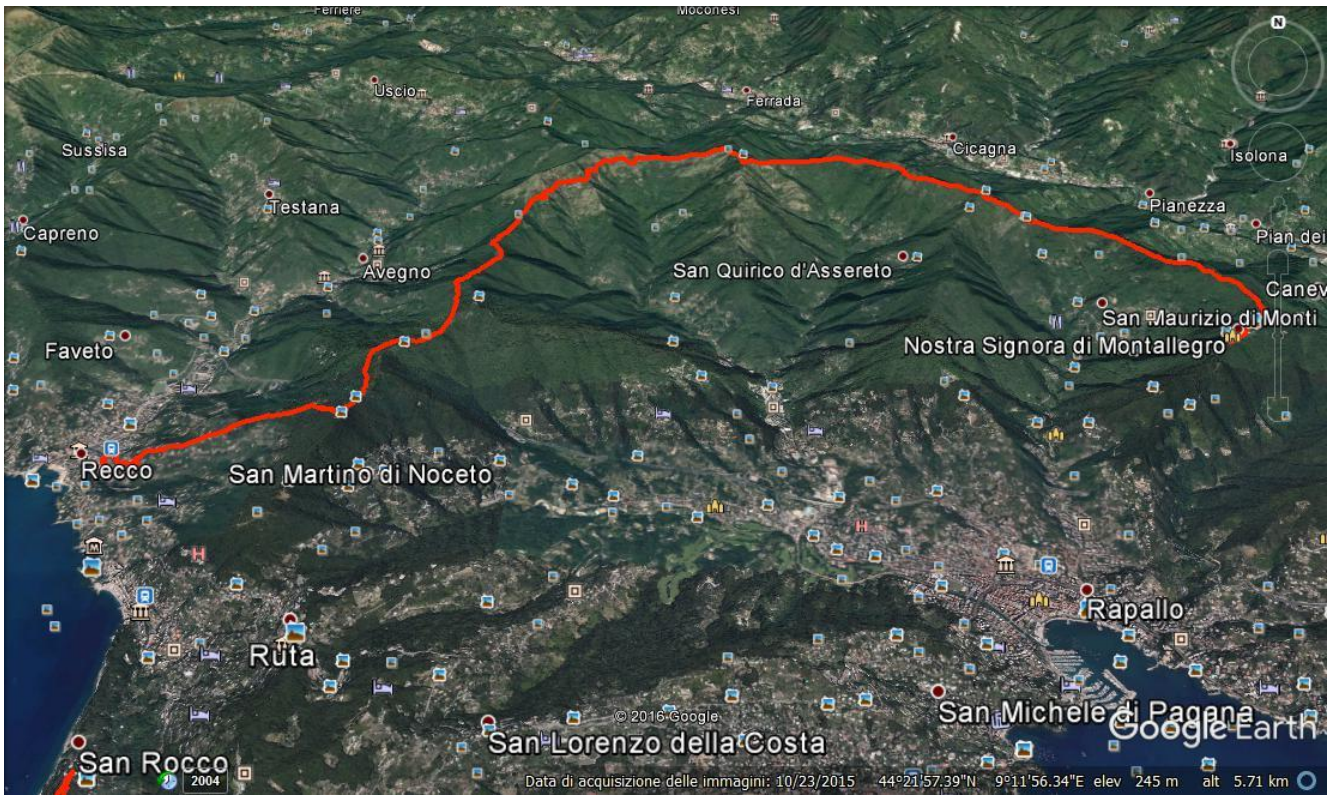 Ferriere
Moconesi
N
Uscio
Ferrada
Sussisa
Cicagna
Isolona
Testana
Pianezza
Capreno
Pian dei
Avegno
San Quirico d'Assereto
Canev
San Maurizio di Monti
Faveto
Nostra Signora di Montallegro
Recco
San Martino di Noceto
H
M
H
Rapallo
Ruta
© 2016 Google
San Michele di Pagana
Google Earth
San Lorenzo della Costa
San Rocco
2004
Data di acquisizione delle immagini: 10/23/2015 44°21'57.39"N 9°11'56.34"E elev 245 m alt 5.71 km